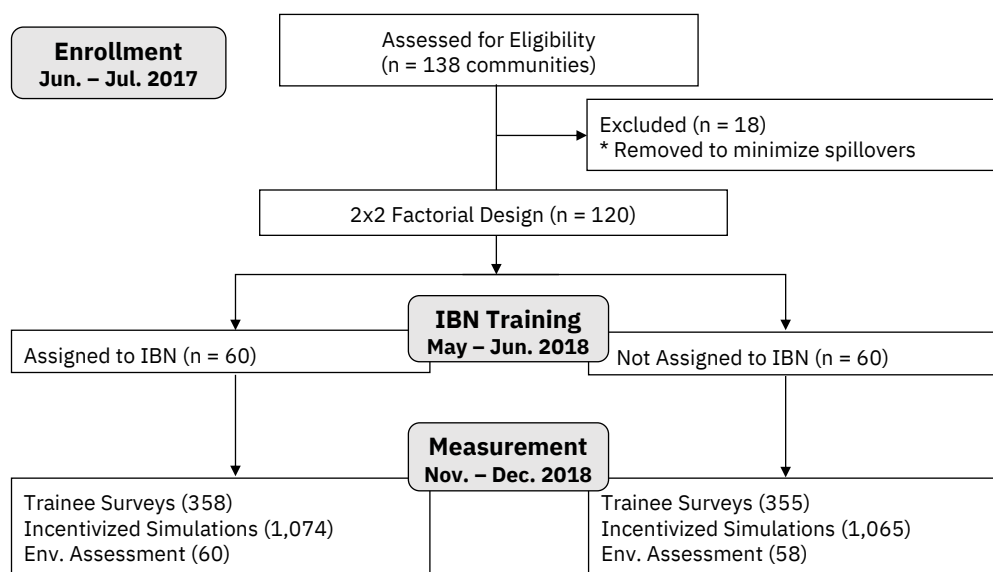 Enrollment
Jun. – Jul. 2017
Assessed for Eligibility
(n = 138 communities)
Excluded (n = 18)
* Removed to minimize spillovers
2x2 Factorial Design (n = 120)
IBN Training
May – Jun. 2018
Assigned to IBN (n = 60)
Not Assigned to IBN (n = 60)
Measurement
Nov. – Dec. 2018
Trainee Surveys (358)
Incentivized Simulations (1,074)
Env. Assessment (60)
Trainee Surveys (355)
Incentivized Simulations (1,065)
Env. Assessment (58)